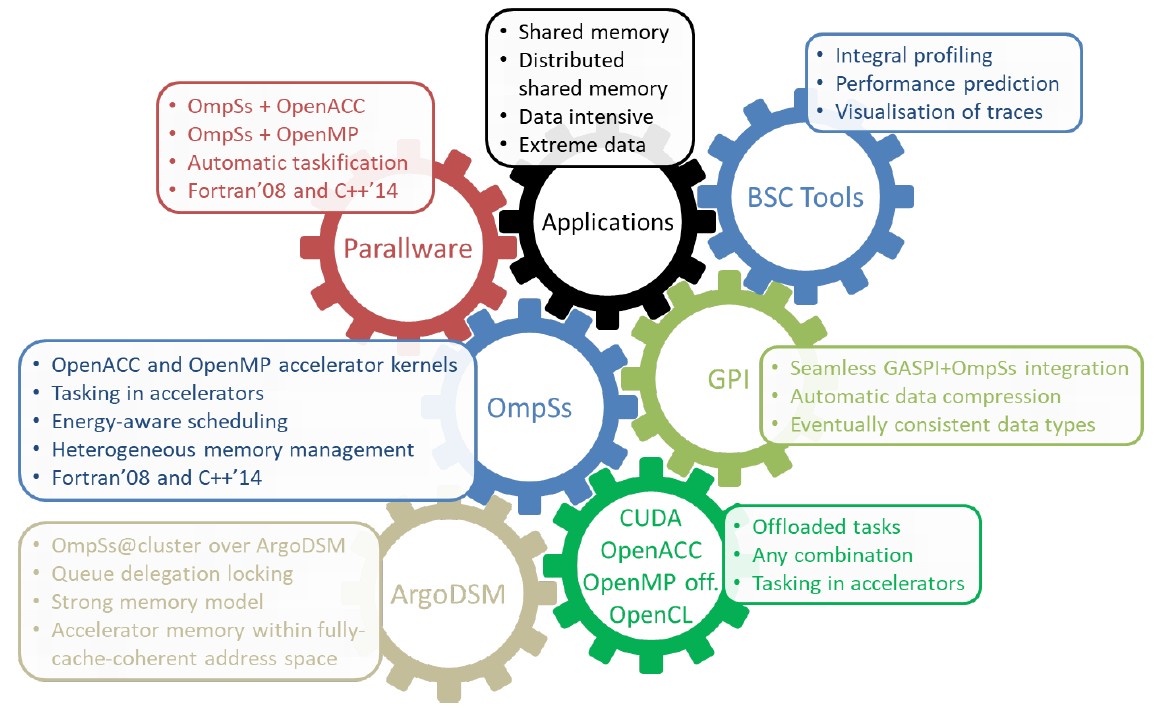 • Shared memory
• Distributed
shared memory
• Data intensive
• Extreme data
Applications
• Integral profiling
• Performance prediction
• Visualisation of traces
BSC Tools
• OmpSs + OpenACC
• OmpSs + OpenMP
• Automatic taskification
• Fortran’08 and C++’14
Parallware
• OpenACC and OpenMP accelerator kernels
• Tasking in accelerators
• Energy-aware scheduling
• Heterogeneous memory management
• Fortran’08 and C++’14
OmpSs
GPI
• Seamless GASPI+OmpSs integration
• Automatic data compression
• Eventually consistent data types
• OmpSs@cluster over ArgoDSM
• Queue delegation locking
• Strong memory model
• Accelerator memory within fully-
cache-coherent address space
ArgoDSM
CUDA
OpenACC
OpenMP off.
OpenCL
• Offloaded tasks
• Any combination
• Tasking in accelerators